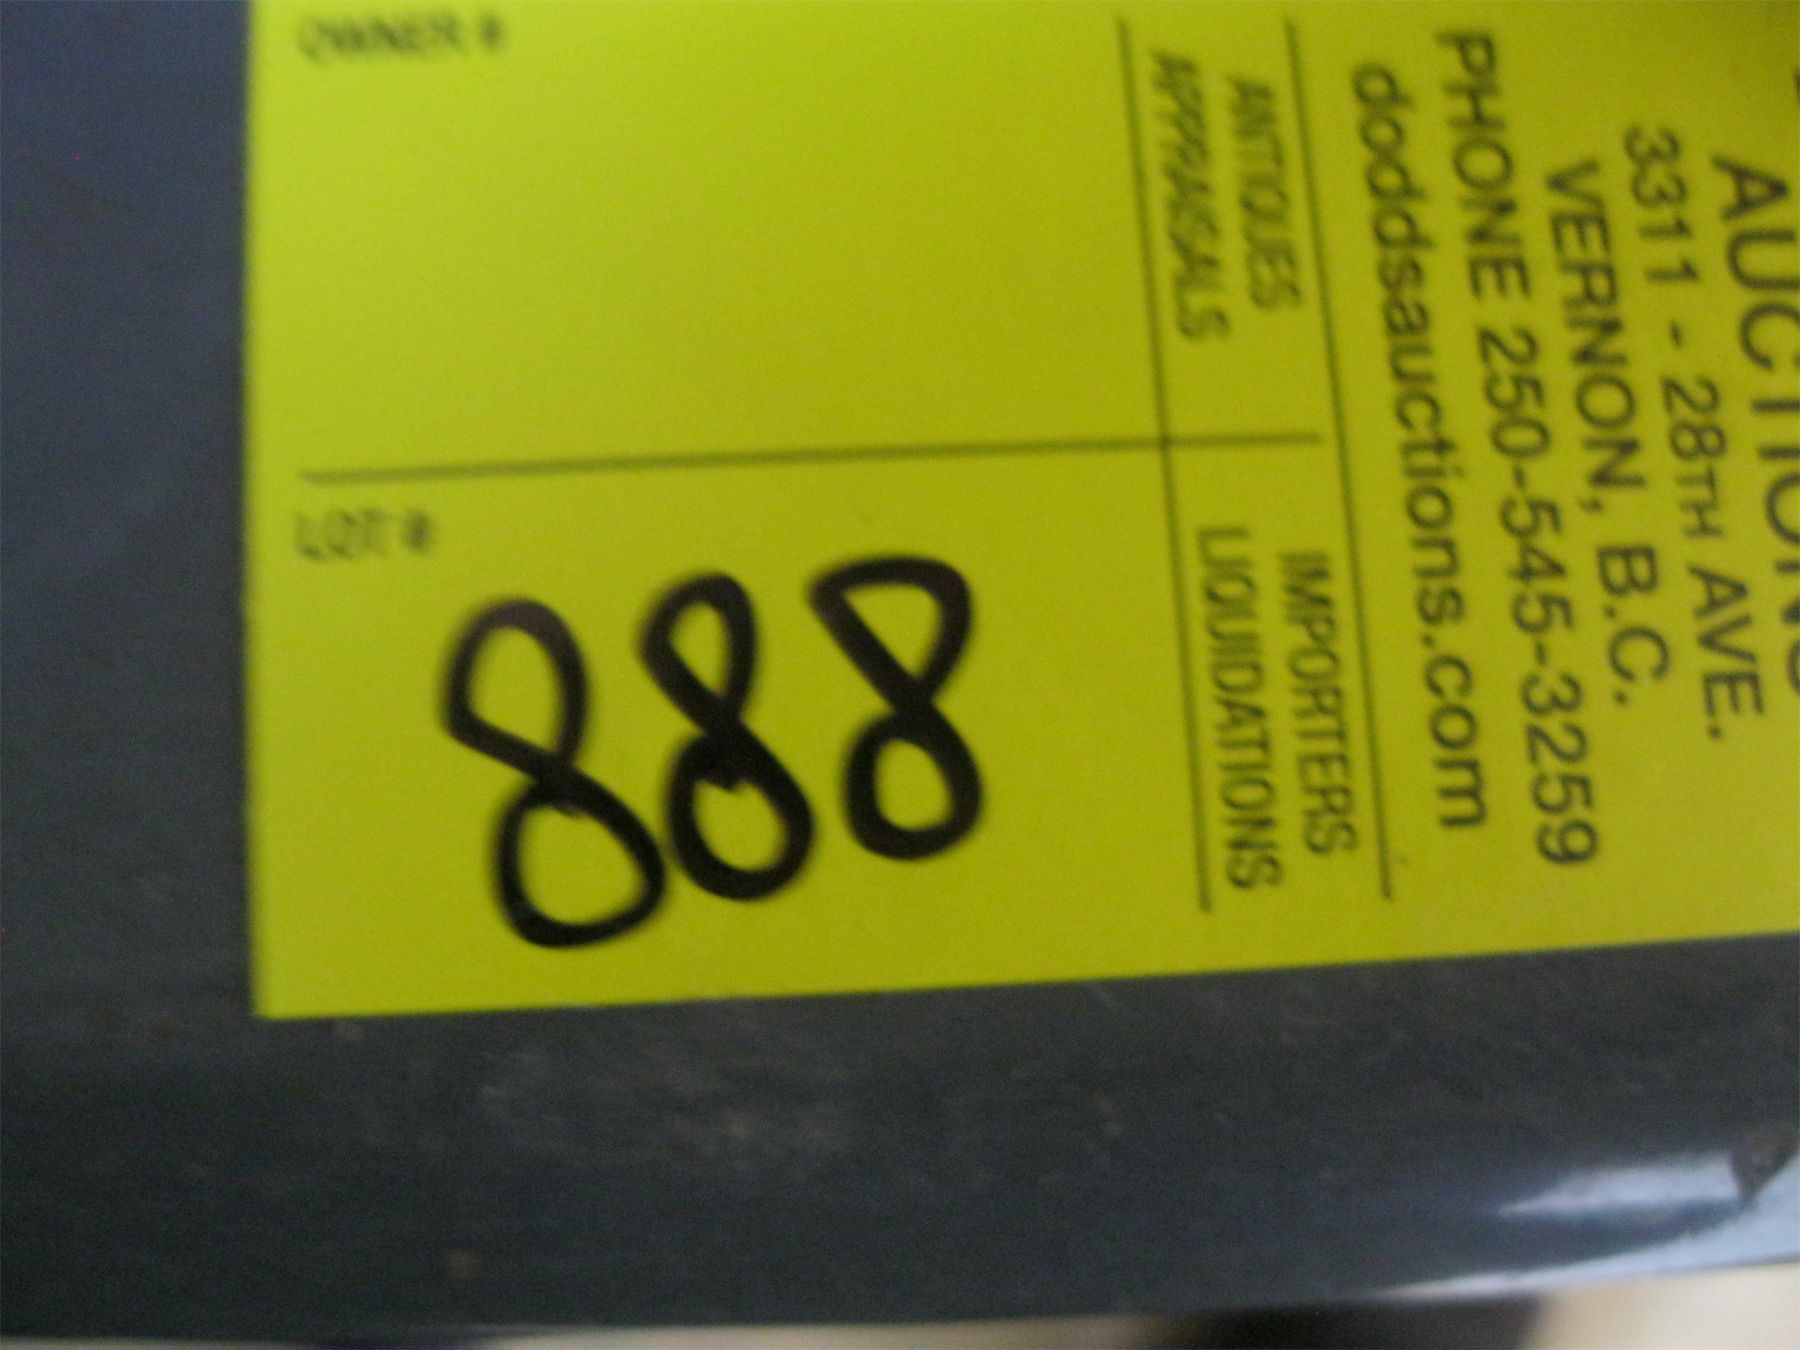 AUCTIONS
3311 - 28TH AVE.
VERNON, B.C.
PHONE 250-545-3259
doddsauctions.com
ANTIQUES
APPRAISALS
IMPORTERS
LIQUIDATIONS
OWNER #
LOT #
888